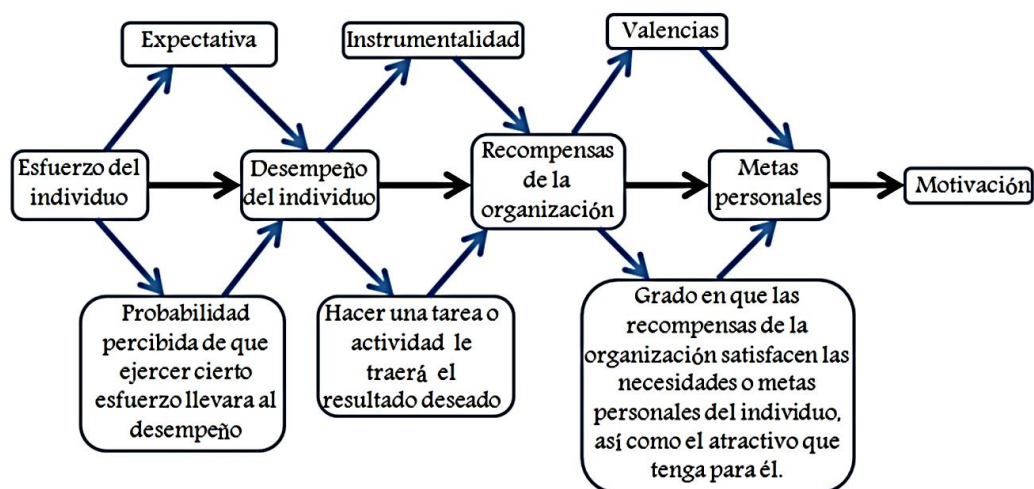 Expectativa
Instrumentalidad
Valencias
Esfuerzo del
individuo
Desempeño
del individuo
Recompensas
de la
organización
Metas
personales
Motivación
Probabilidad
percibida de que
ejercer cierto
esfuerzo llevara al
desempeño
Hacer una tarea o
actividad le
traerá el
resultado deseado
Grado en que las
recompensas de la
organización satisfacen las
necesidades o metas
personales del individuo,
así como el atractivo que
tenga para él.